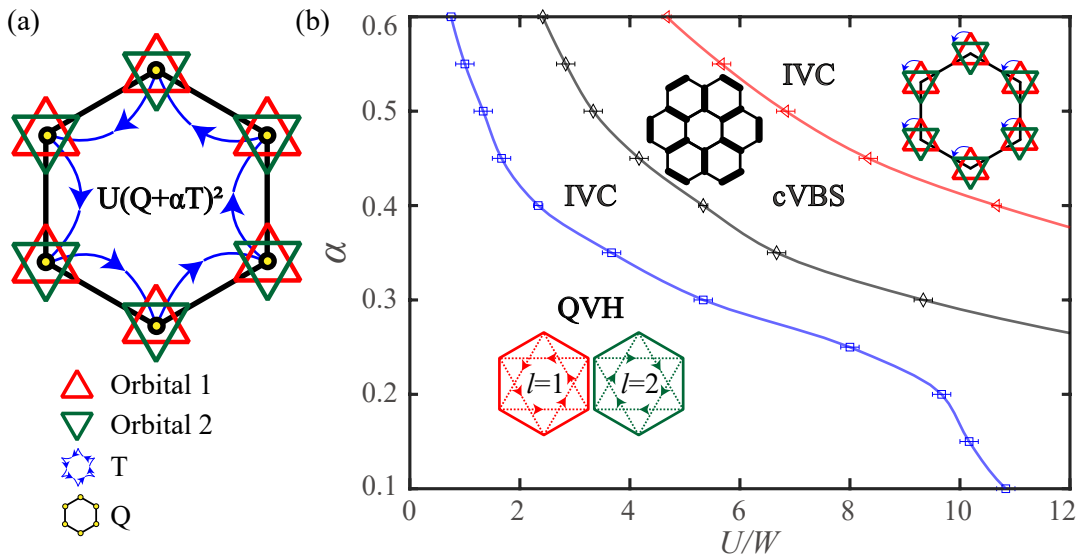 (a)
U(Q+αT)²
Orbital 1
Orbital 2
T
Q
(b)
0.6
0.5
0.4
0.3
0.2
0.1
α
IVC
IVC
cVBS
QVH
l=1
l=2
0
2
4
6
8
10
12
U/W